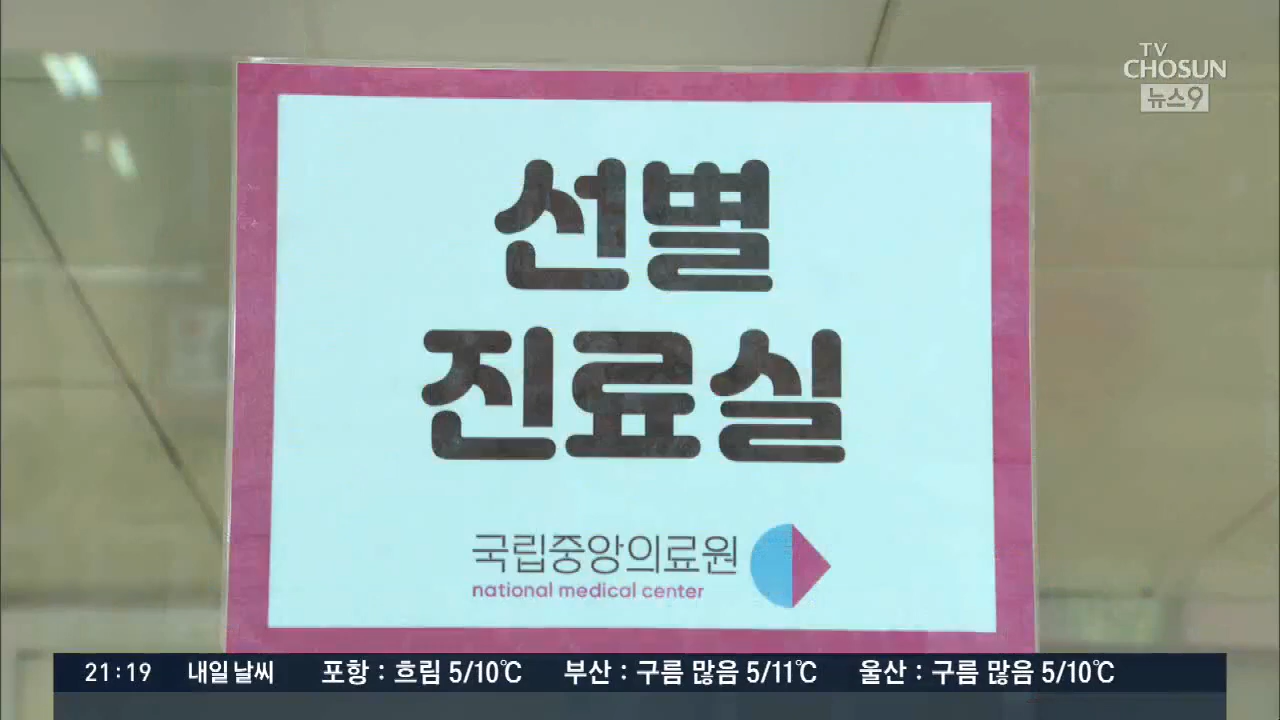 TV
CHOSUN
뉴스9
선별
진료실
국립중앙의료원
national medical center
21:19 내일 날씨 포항 : 흐림 5/10℃ 부산 : 구름 많음 5/11℃ 울산 : 구름 많음 5/10℃